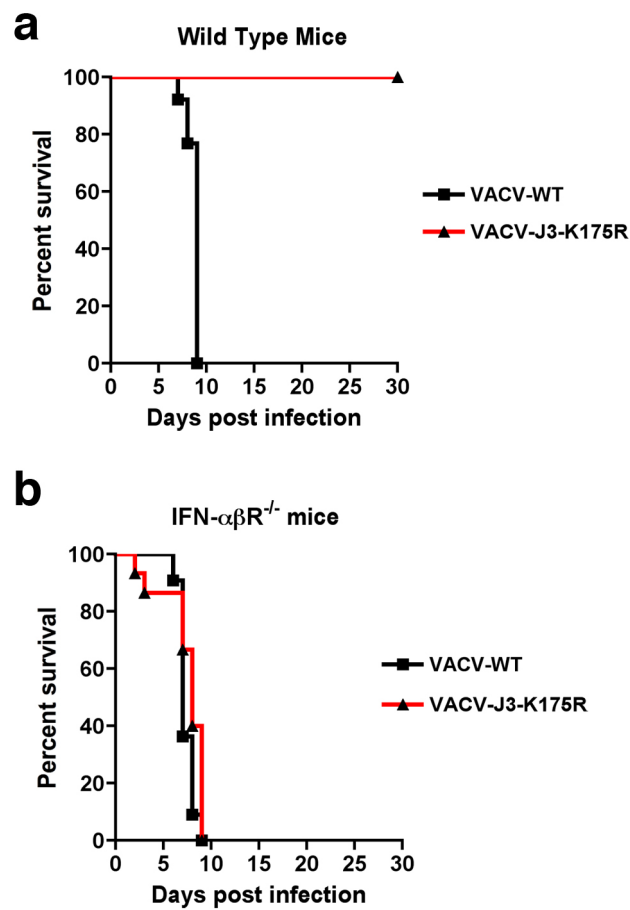 a
Wild Type Mice
Percent survival
100
80
60
40
20
0
0 5 10 15 20 25 30
Days post infection
VACV-WT
VACV-J3-K175R
b
IFN-αβR-/- mice
Percent survival
100
80
60
40
20
0
0 5 10 15 20 25 30
Days post infection
VACV-WT
VACV-J3-K175R